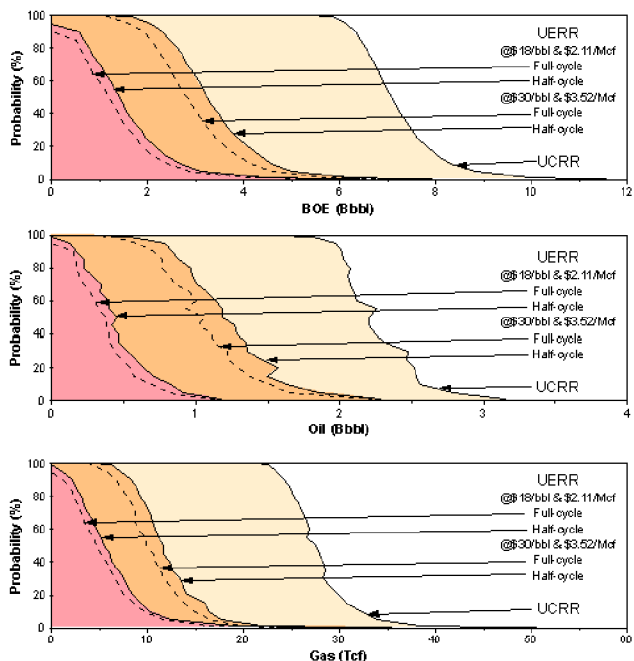 100
80
60
40
20
0
Probability (%)
0 2 4 6 8 10 12
BOE (Bbbl)
UERR
@$18/bbl & $2.11/Mcf
Full-cycle
Half-cycle
@$30/bbl & $3.52/Mcf
Full-cycle
Half-cycle
UCRR
100
80
60
40
20
0
Probability (%)
0 1 2 3 4
Oil (Bbbl)
UERR
@$18/bbl & $2.11/Mcf
Full-cycle
Half-cycle
@$30/bbl & $3.52/Mcf
Full-cycle
Half-cycle
UCRR
100
80
60
40
20
0
Probability (%)
0 10 20 30 40 50 60
Gas (Tcf)
UERR
@$18/bbl & $2.11/Mcf
Full-cycle
Half-cycle
@$30/bbl & $3.52/Mcf
Full-cycle
Half-cycle
UCRR